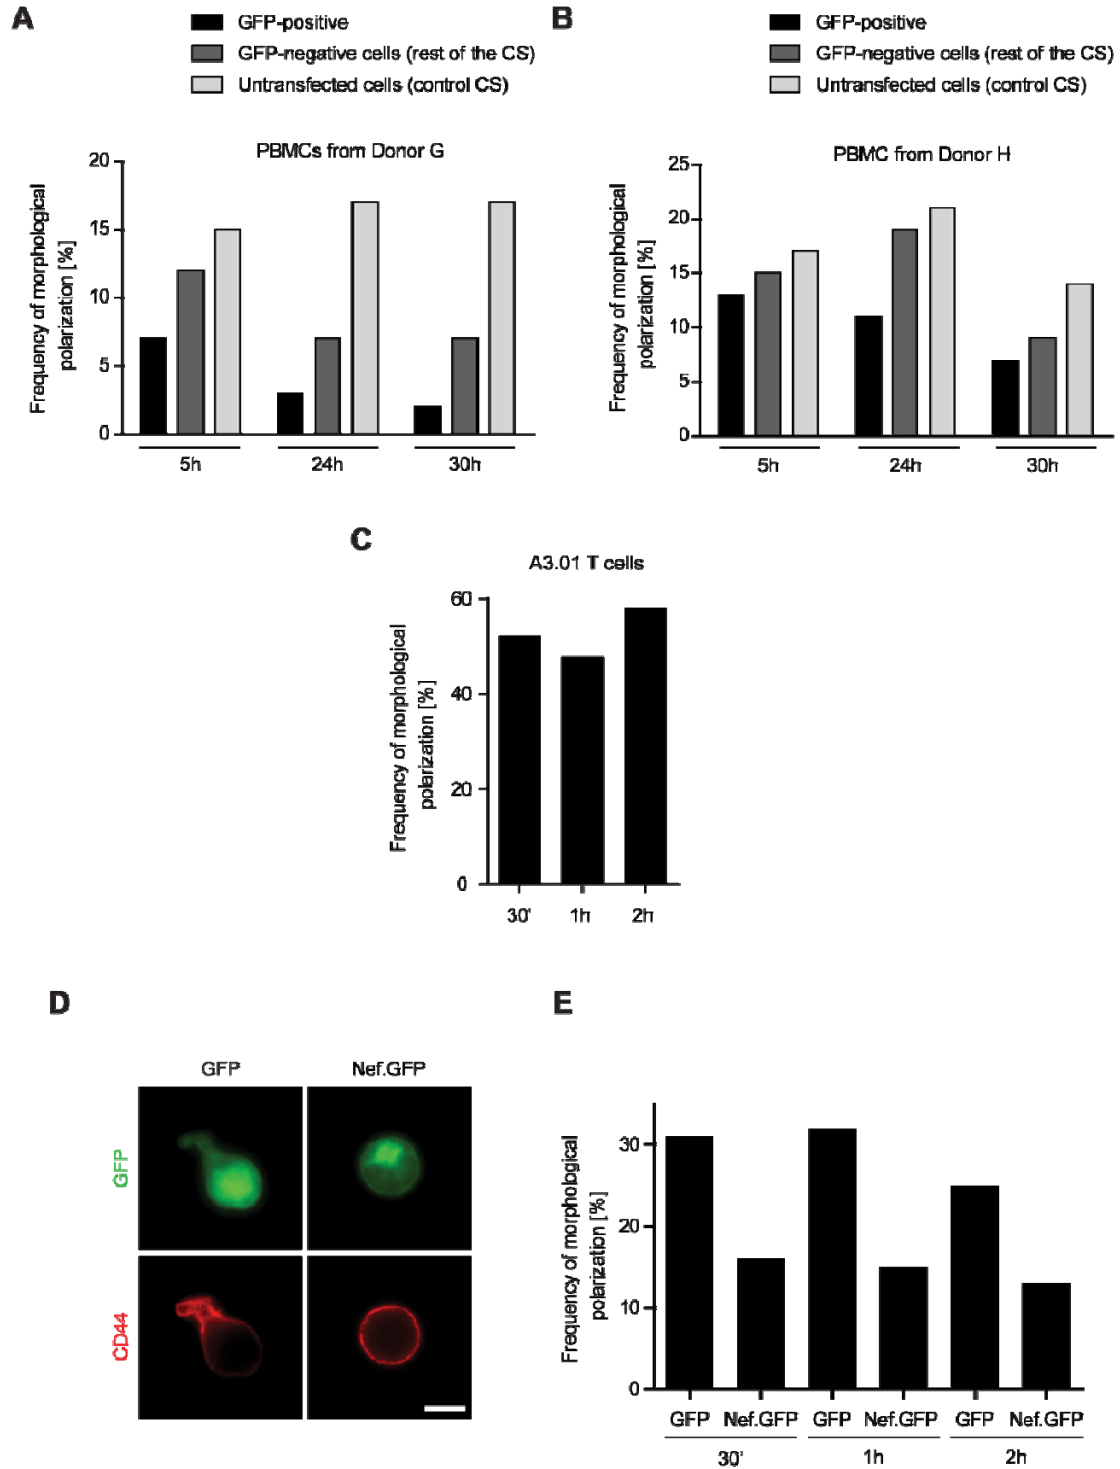 A
GFP-positive
GFP-negative cells (rest of the CS)
Untransfected cells (control CS)
PBMCs from Donor G
Frequency of morphological
polarization [%]
20
15
10
5
0
5h
24h
30h
B
GFP-positive
GFP-negative cells (rest of the CS)
Untransfected cells (control CS)
PBMC from Donor H
Frequency of morphological
polarization [%]
25
20
15
10
5
0
5h
24h
30h
C
A3.01 T cells
Frequency of morphological
polarization [%]
60
40
20
0
30'
1h
2h
D
GFP
Nef.GFP
GFP
CD44
E
Frequency of morphological
polarization [%]
30
20
10
0
GFP Nef.GFP GFP Nef.GFP GFP Nef.GFP
30'
1h
2h